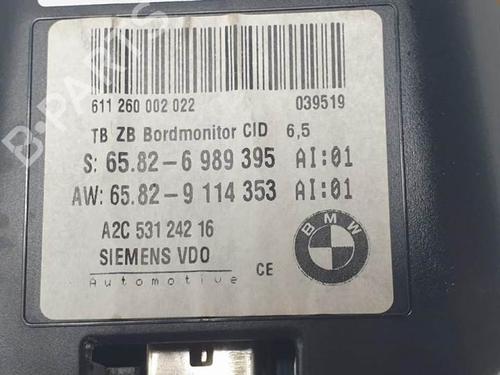 611 260 002 022 039519
TB ZB Bordmonitor CID 6,5
S: 65.82-6 989 395 AI:01
AW: 65.82-9 114 353 AI:01
A2C 531 242 16
SIEMENS VDO
Automotive CE
BMW
B-PARTS